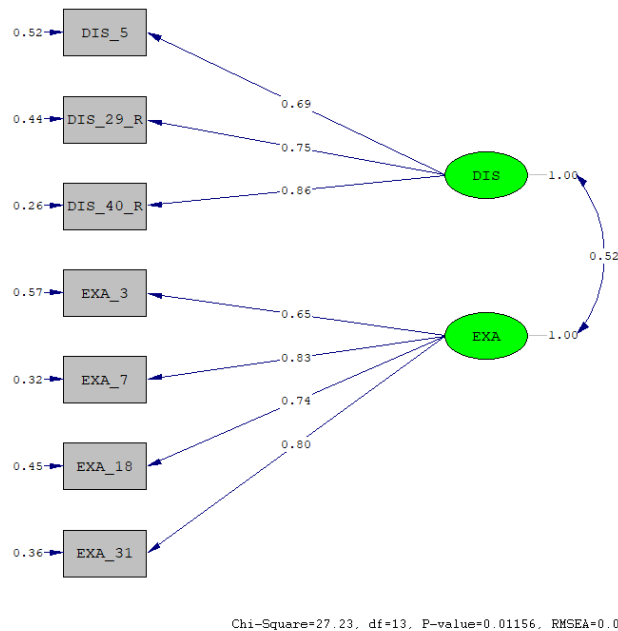 0.52 DIS_5
0.69
0.44 DIS_29_R
0.75
DIS 1.00
0.86
0.26 DIS_40_R
0.52
0.57 EXA_3
0.65
EXA 1.00
0.83
0.32 EXA_7
0.74
0.80
0.45 EXA_18
0.36 EXA_31
Chi-Square=27.23, df=13, P-value=0.01156, RMSEA=0.0